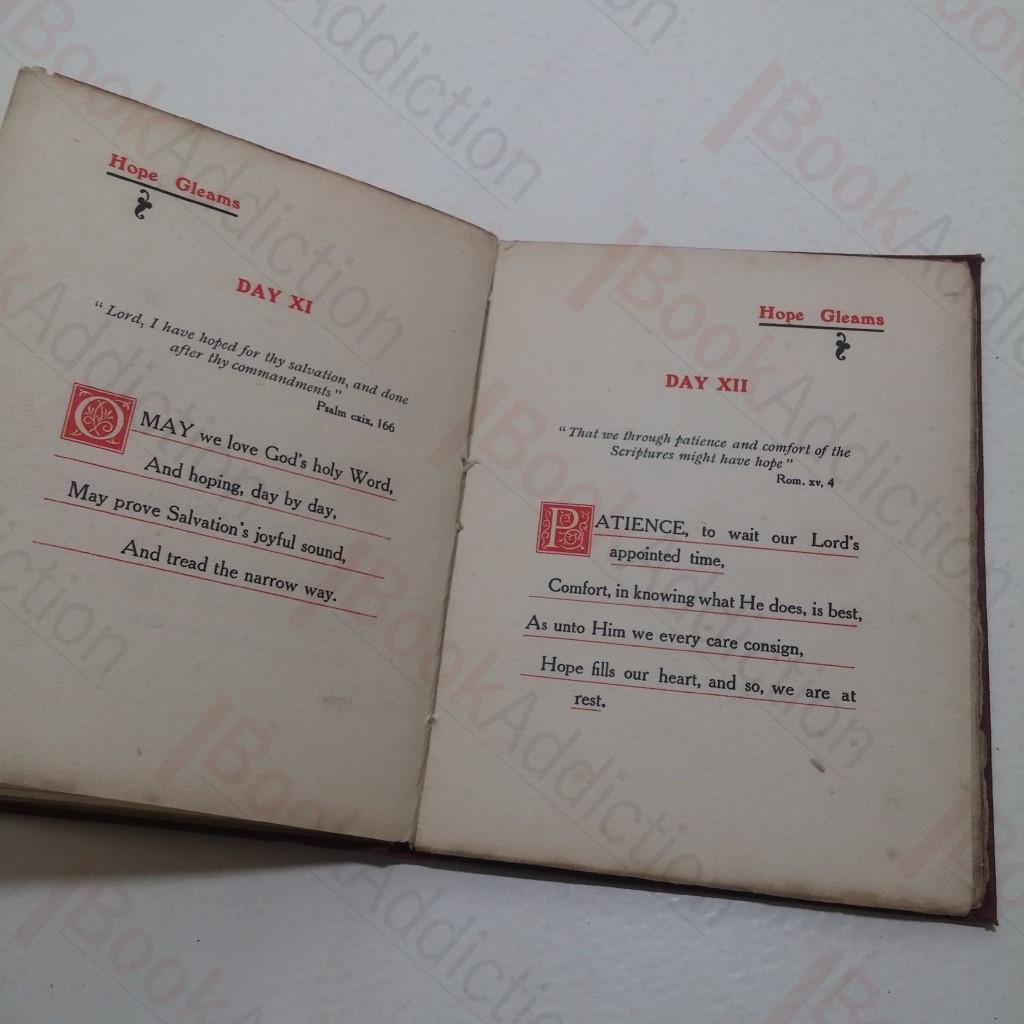 Hope Gleams
DAY XI
"Lord, I have hoped for thy salvation, and done
after thy commandments"
Psalm cxix, 166
O MAY we love God's holy Word,
And hoping, day by day,
May prove Salvation's joyful sound,
And tread the narrow way.
Hope Gleams
DAY XII
"That we through patience and comfort of the
Scriptures might have hope"
Rom. xv, 4
PATIENCE, to wait our Lord's
appointed time,
Comfort, in knowing what He does, is best,
As unto Him we every care consign,
Hope fills our heart, and so, we are at
rest.
BookAddiction